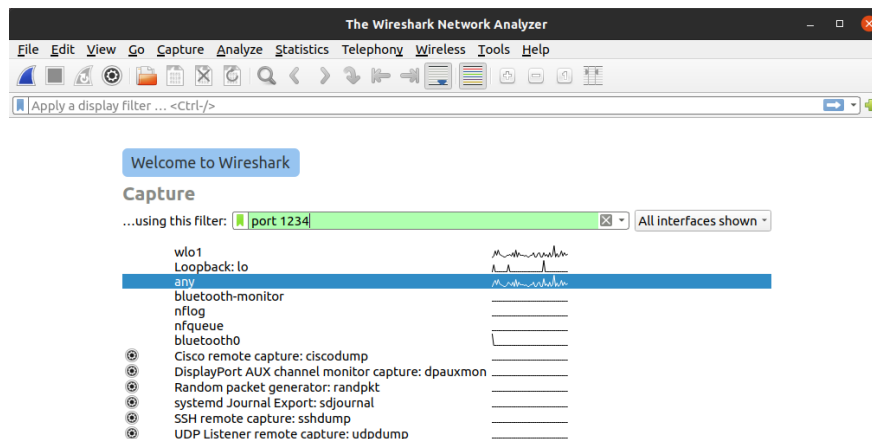 The Wireshark Network Analyzer
File Edit View Go Capture Analyze Statistics Telephony Wireless Tools Help
Apply a display filter … <Ctrl-/>
Welcome to Wireshark
Capture
…using this filter: port 1234 All interfaces shown
wlo1
Loopback: lo
any
bluetooth-monitor
nflog
nfqueue
bluetooth0
Cisco remote capture: ciscodump
DisplayPort AUX channel monitor capture: dpauxmon
Random packet generator: randpkt
systemd Journal Export: sdjournal
SSH remote capture: sshdump
UDP Listener remote capture: udpdump